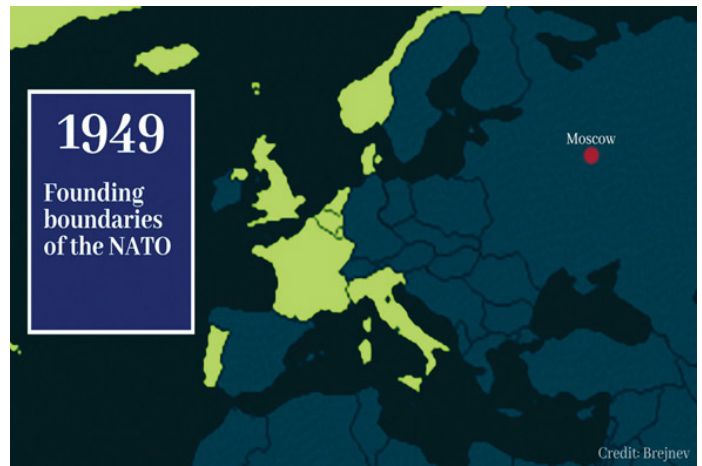 1949
Founding
boundaries
of the NATO
Moscow
Credit: Brejnev